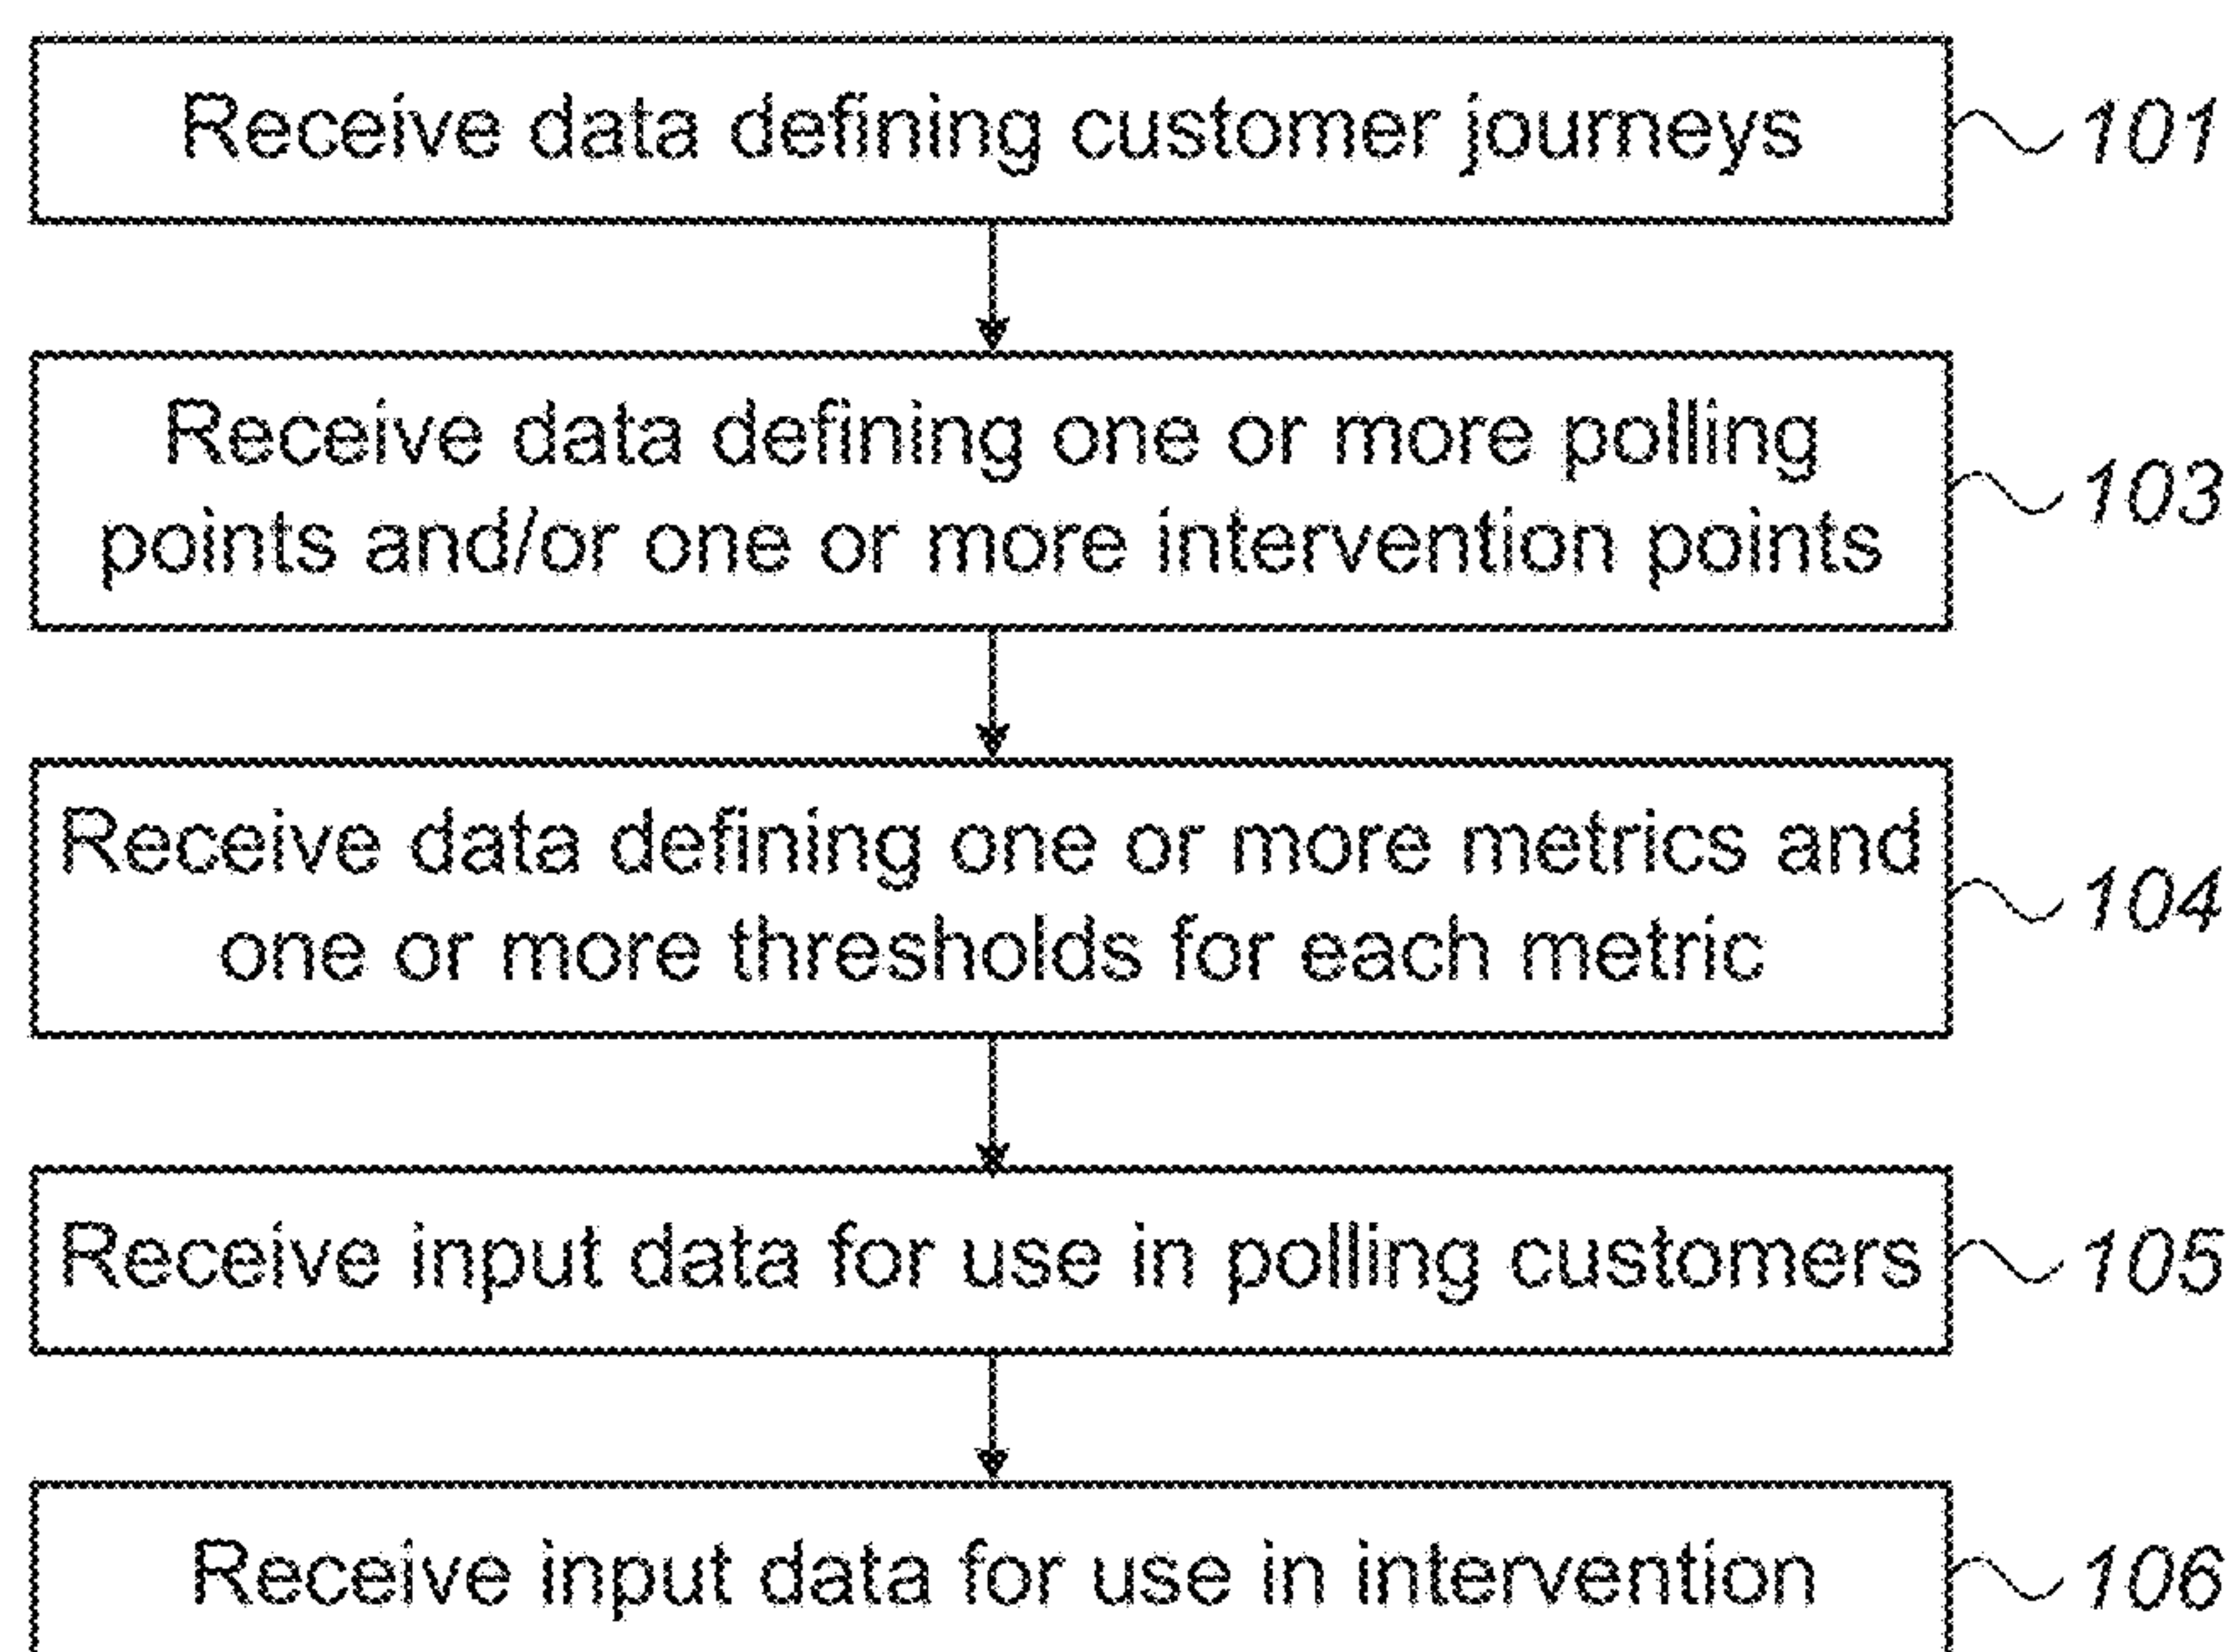 Receive data defining customer journeys
101
Receive data defining one or more polling
points and/or one or more intervention points
103
Receive data defining one or more metrics and
one or more thresholds for each metric
104
Receive input data for use in polling customers
105
Receive input data for use in intervention
106